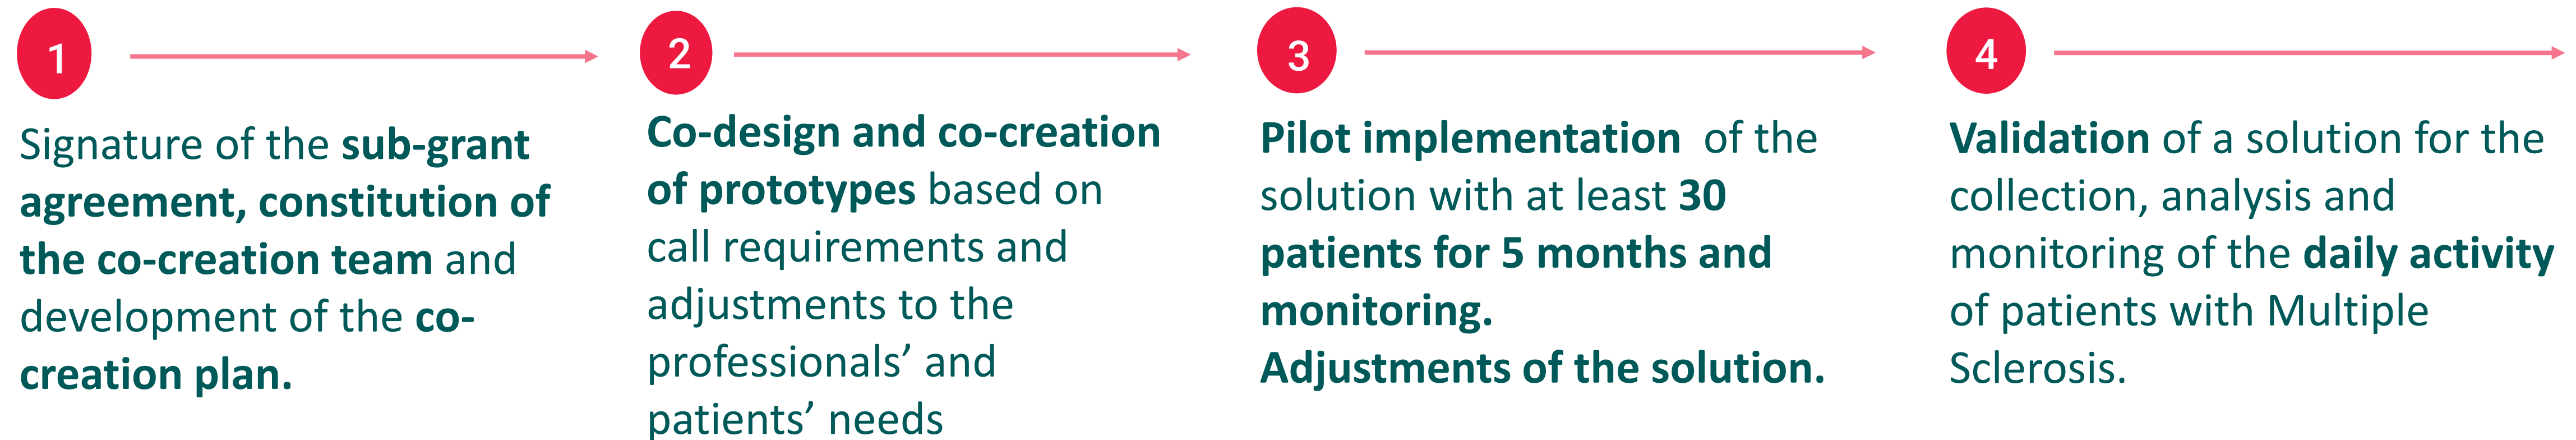 1
Signature of the sub-grant
agreement, constitution of
the co-creation team and
development of the co-
creation plan.
2
Co-design and co-creation
of prototypes based on
call requirements and
adjustments to the
professionals’ and
patients’ needs
3
Pilot implementation of the
solution with at least 30
patients for 5 months and
monitoring.
Adjustments of the solution.
4
Validation of a solution for the
collection, analysis and
monitoring of the daily activity
of patients with Multiple
Sclerosis.